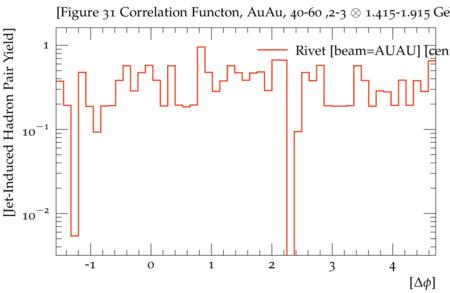 [Figure 31 Correlation Functon, AuAu, 40-60 ,2-3 ⊗ 1.415-1.915 Ge
Rivet [beam=AUAU] [cen
[Jet-Induced Hadron Pair Yield]
1
10⁻¹
10⁻²
-1 0 1 2 3 4
[Δϕ]